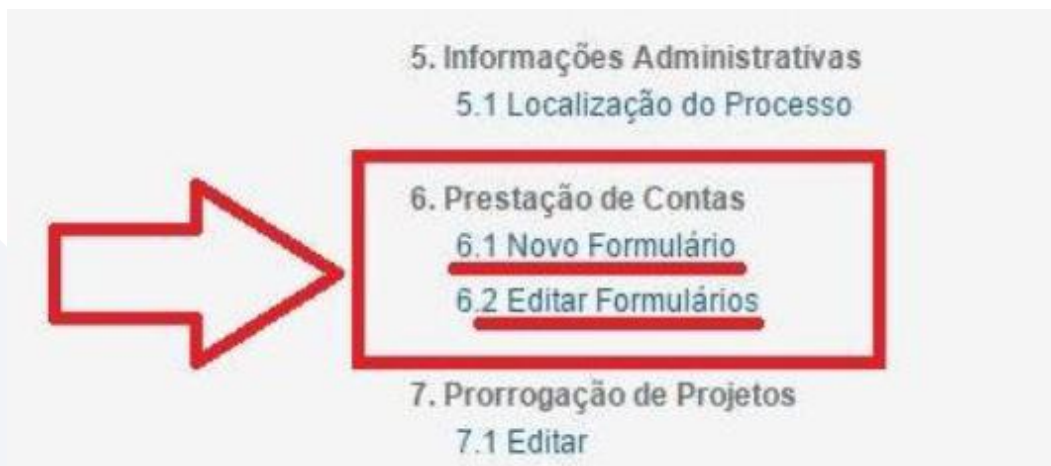 5. Informações Administrativas
5.1 Localização do Processo
6. Prestação de Contas
6.1 Novo Formulário
6.2 Editar Formulários
7. Prorrogação de Projetos
7.1 Editar